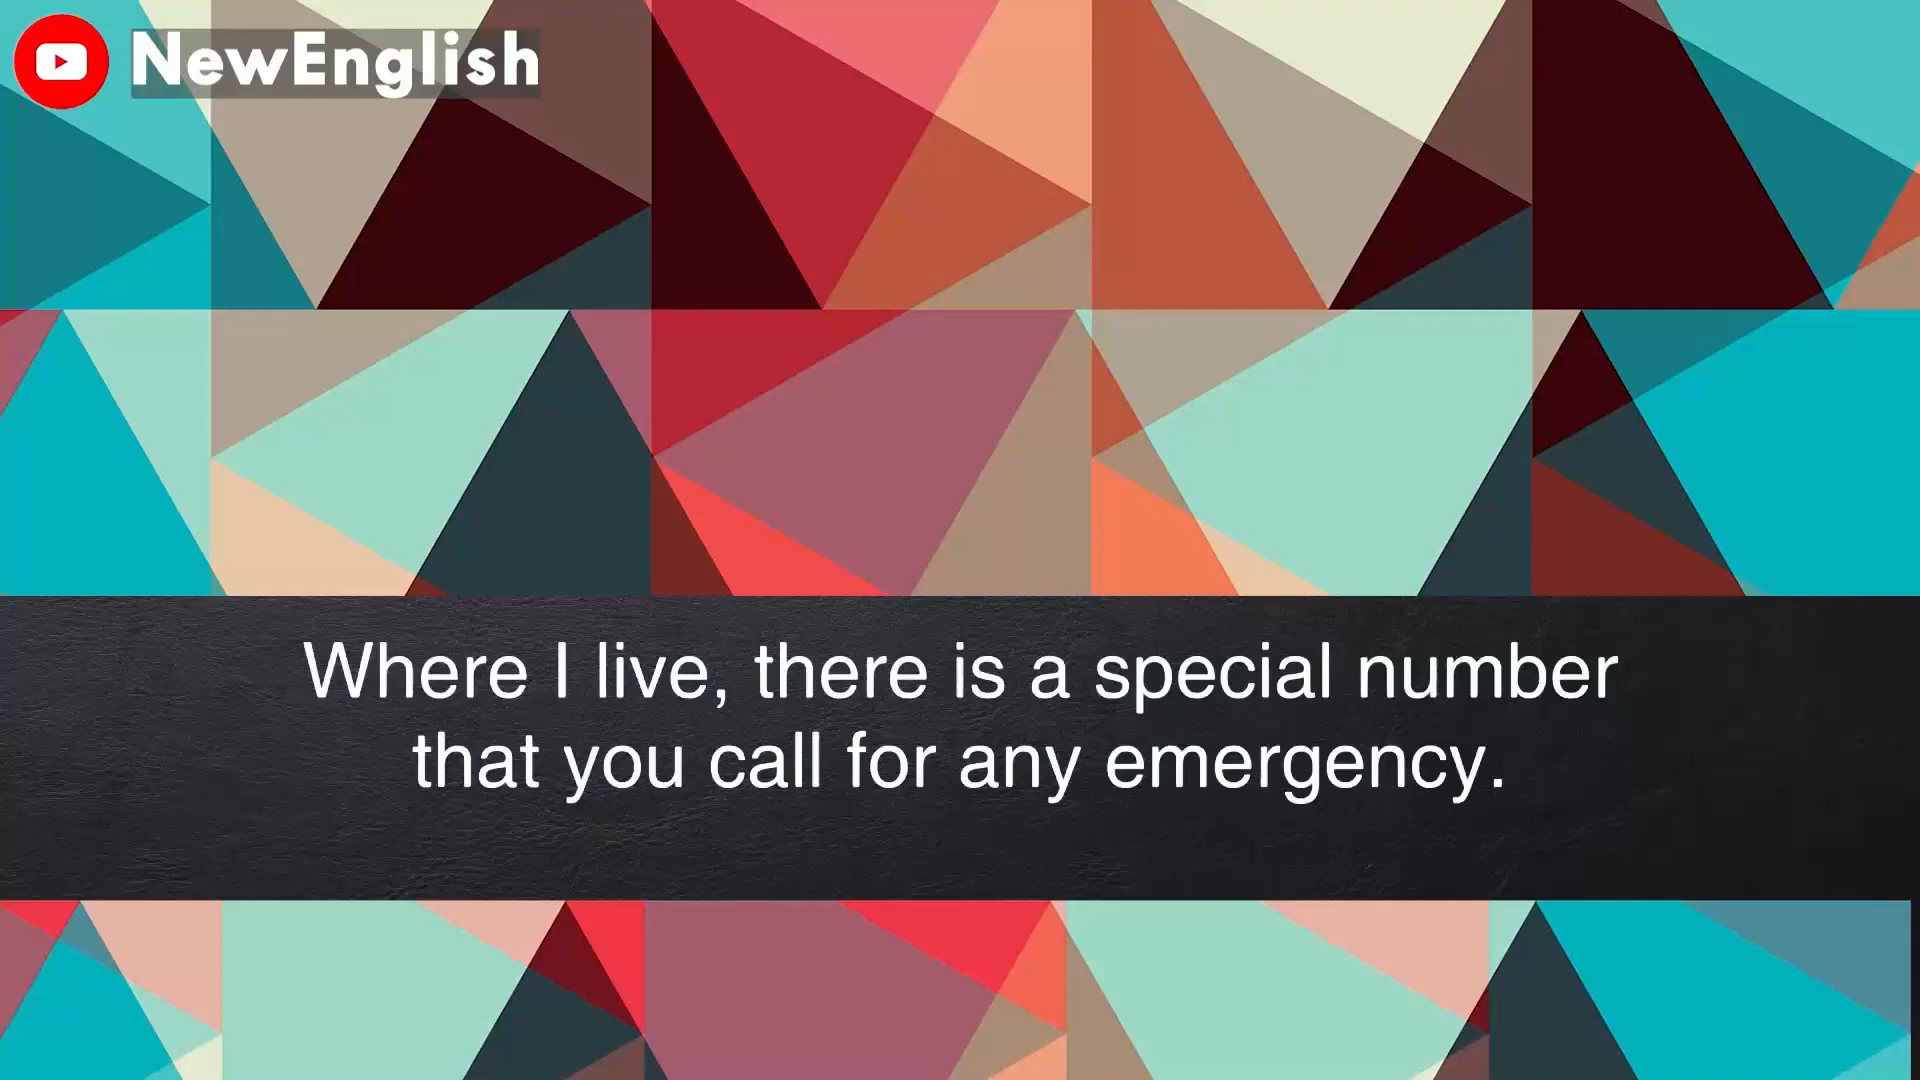 NewEnglish
Where I live, there is a special number
that you call for any emergency.